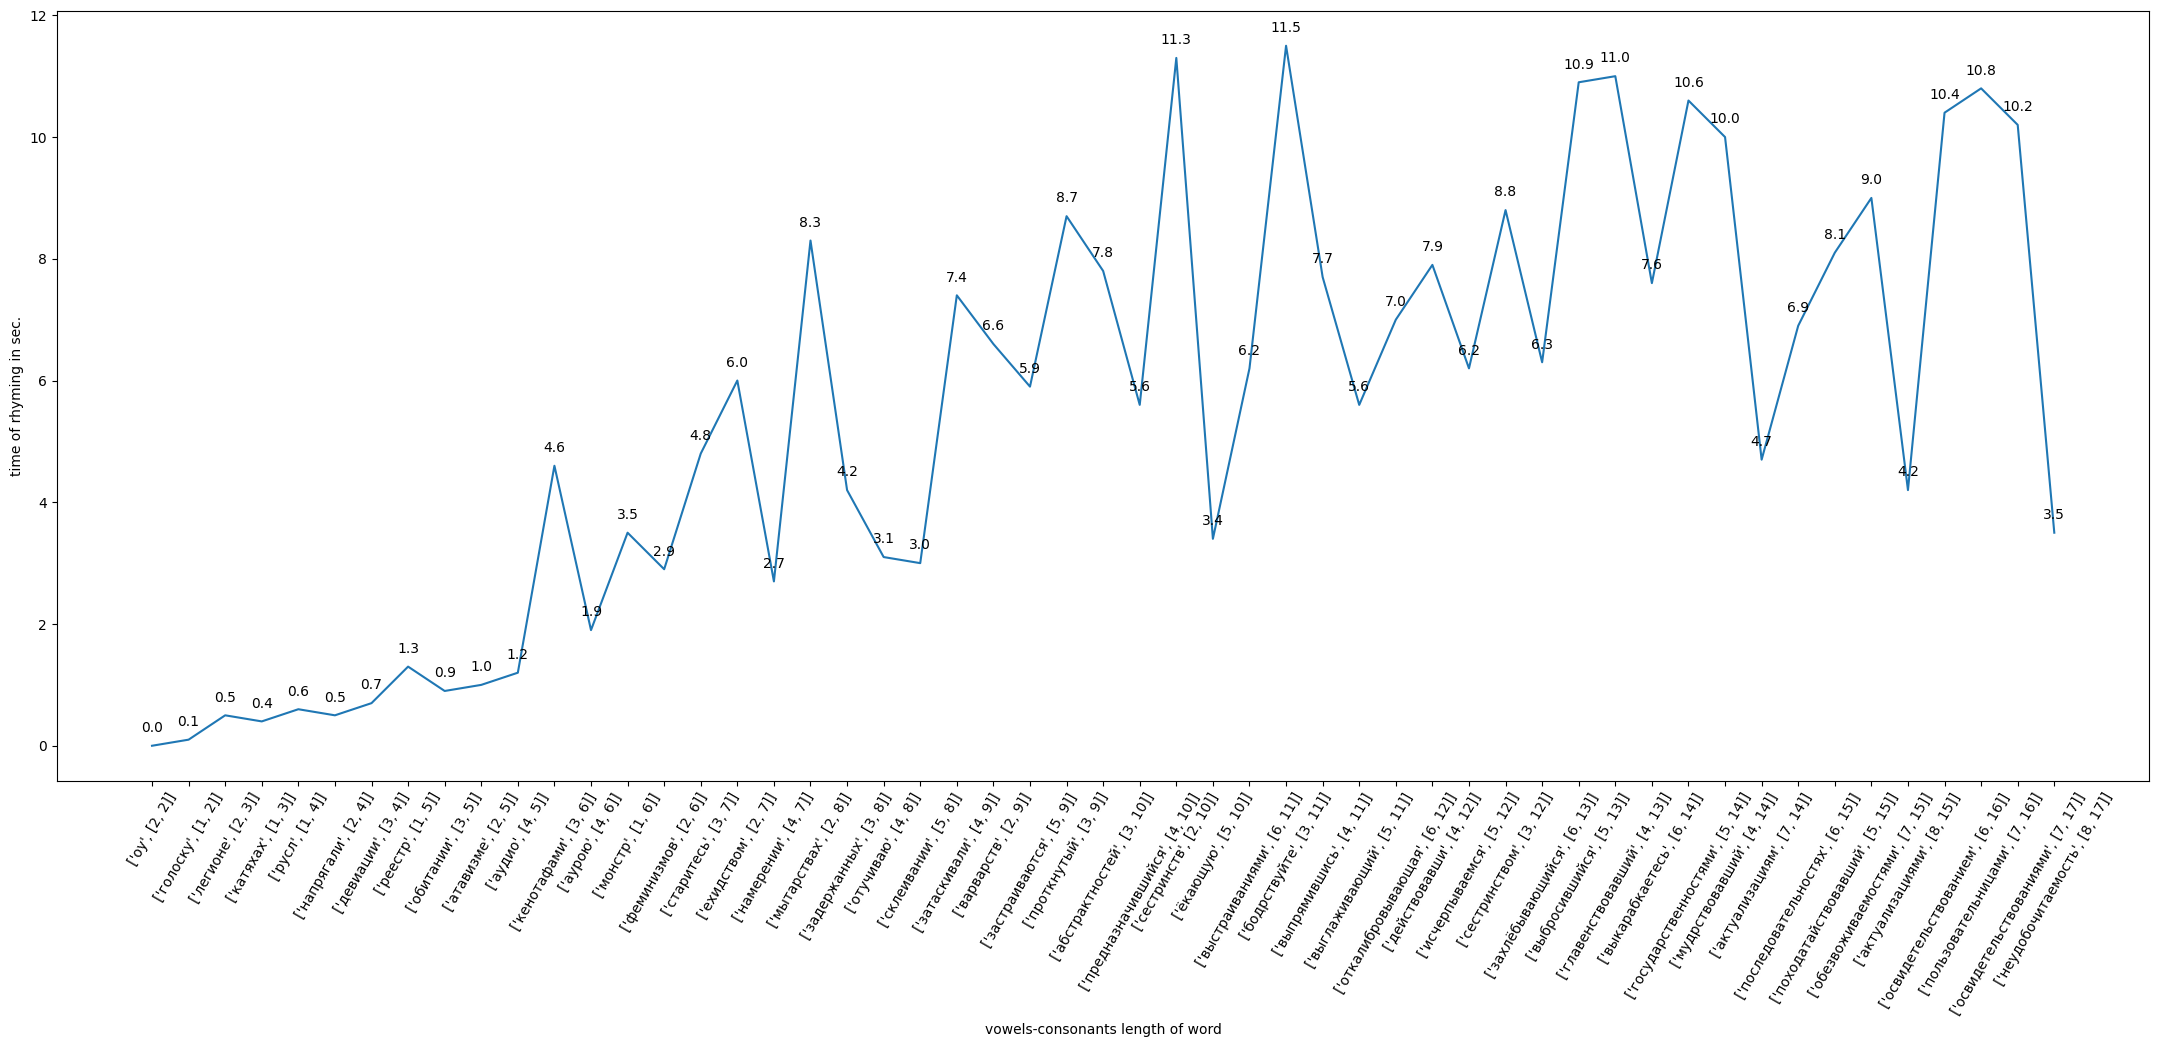 12
10
8
6
4
2
0
time of rhyming in sec.
0.0
0.1
0.5
0.4
0.6
0.5
0.7
1.3
0.9
1.0
1.2
4.6
1.9
3.5
2.9
4.8
6.0
2.7
8.3
4.2
3.1
3.0
7.4
6.6
5.9
8.7
7.8
5.6
11.3
3.4
6.2
11.5
7.7
5.6
7.0
7.9
6.2
8.8
6.3
10.9
11.0
7.6
10.6
10.0
4.7
6.9
8.1
9.0
4.2
10.4
10.8
10.2
3.5
['оу', [2, 2]]
['голоску', [1, 2]]
['легионе', [2, 3]]
['катяхах', [1, 3]]
['русл', [1, 4]]
['напрягали', [2, 4]]
['девиации', [3, 4]]
['реестр', [1, 5]]
['обитании', [3, 5]]
['атавизме', [2, 5]]
['аудио', [4, 5]]
['кенотафами', [3, 6]]
['аурою', [4, 6]]
['монстр', [1, 6]]
['феминизмов', [2, 6]]
['старитесь', [3, 7]]
['ехидством', [2, 7]]
['намерении', [4, 7]]
['мытарствах', [2, 8]]
['задержанных', [3, 8]]
['отучиваю', [4, 8]]
['склеивании', [5, 8]]
['затаскивали', [4, 9]]
['варварств', [2, 9]]
['застраиваются', [5, 9]]
['проткнутый', [3, 9]]
['абстрактностей', [3, 10]]
['предназначившийся', [4, 10]]
['сестринств', [2, 10]]
['ёкающую', [5, 10]]
['выстраиваниями', [6, 11]]
['бодрствуйте', [3, 11]]
['выпрямившись', [4, 11]]
['выглаживающий', [5, 11]]
['откалибровывающая', [6, 12]]
['действовавши', [4, 12]]
['исчерпываемся', [5, 12]]
['сестринством', [3, 12]]
['захлёбывающийся', [6, 13]]
['выбросившийся', [5, 13]]
['главенствовавший', [4, 13]]
['выкарабкаетесь', [6, 14]]
['государственностями', [5, 14]]
['мудрствовавший', [4, 14]]
['актуализациям', [7, 14]]
['последовательностях', [6, 15]]
['походатайствовавший', [5, 15]]
['обезвоживаемостями', [7, 15]]
['актуализациями', [8, 15]]
['освидетельствованием', [6, 16]]
['пользовательницами', [7, 16]]
['освидетельствованиями', [7, 17]]
['неудобочитаемость', [8, 17]]
vowels-consonants length of word